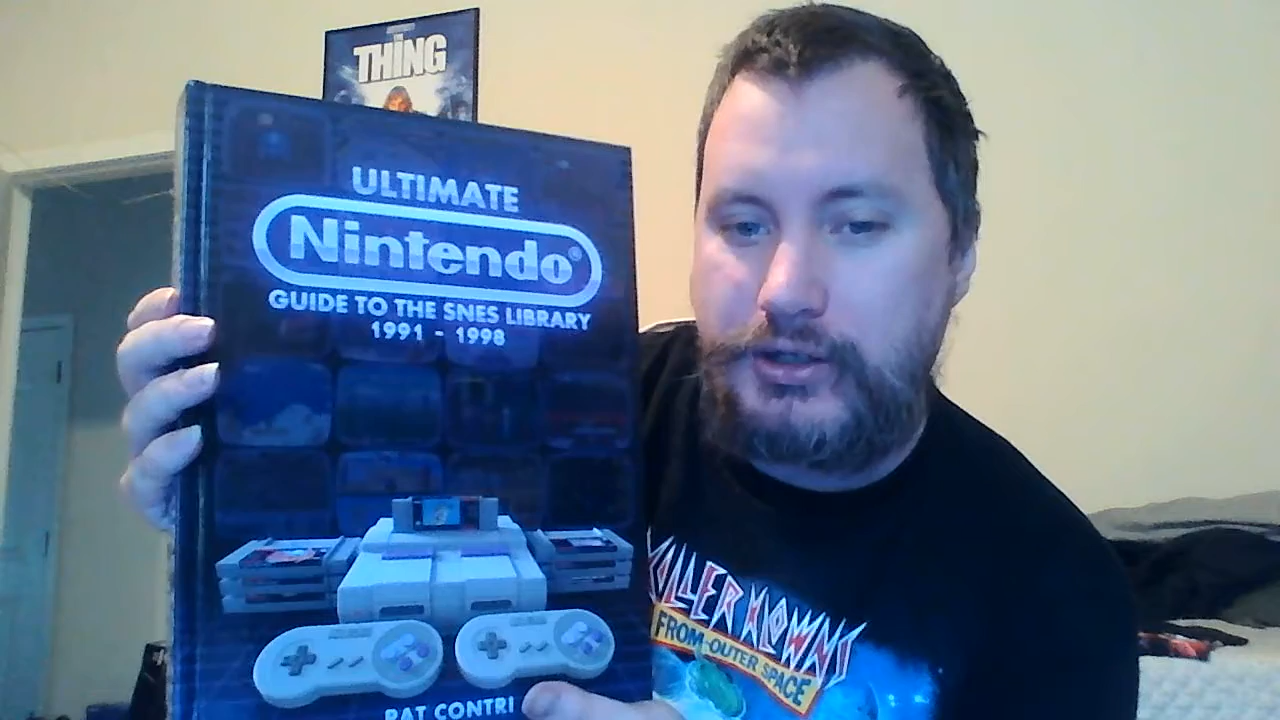 THING
ULTIMATE
Nintendo®
GUIDE TO THE SNES LIBRARY
1991 - 1998
PAT CONTRI
KILLER KLOWNS
FROM OUTER SPACE